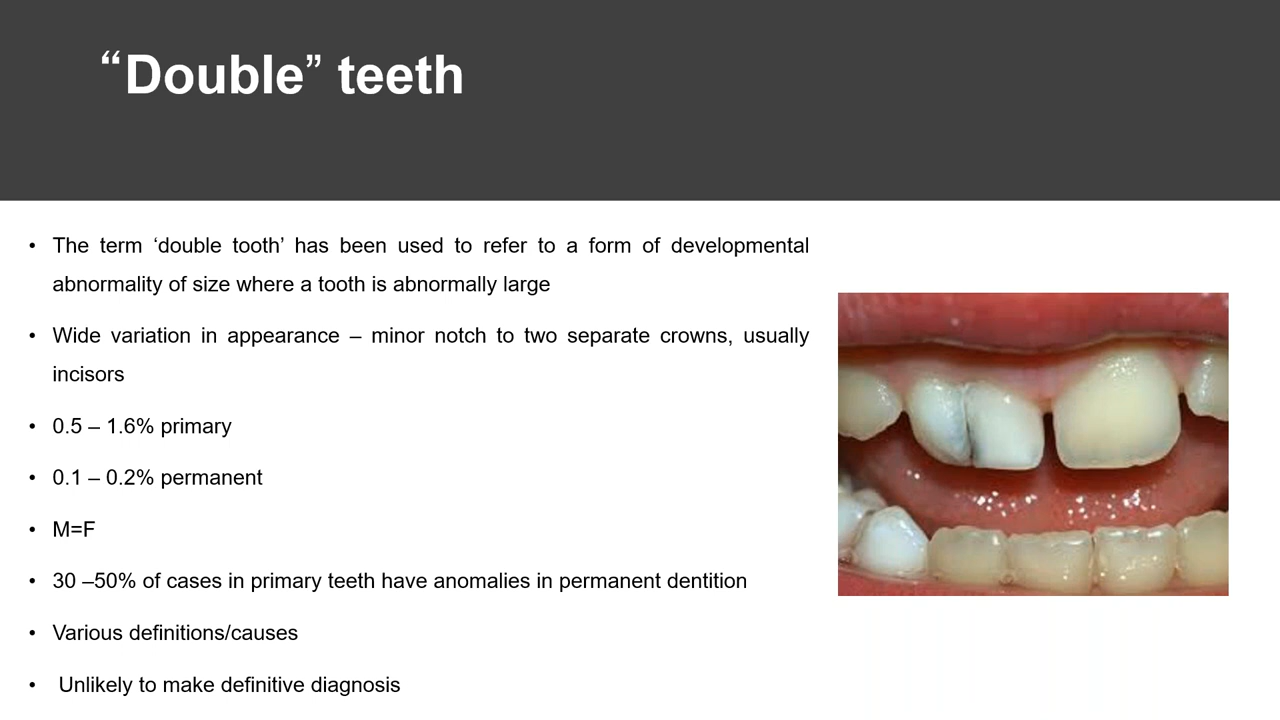 “Double” teeth
• The term ‘double tooth’ has been used to refer to a form of developmental
abnormality of size where a tooth is abnormally large
• Wide variation in appearance – minor notch to two separate crowns, usually
incisors
• 0.5 – 1.6% primary
• 0.1 – 0.2% permanent
• M=F
• 30 –50% of cases in primary teeth have anomalies in permanent dentition
• Various definitions/causes
• Unlikely to make definitive diagnosis